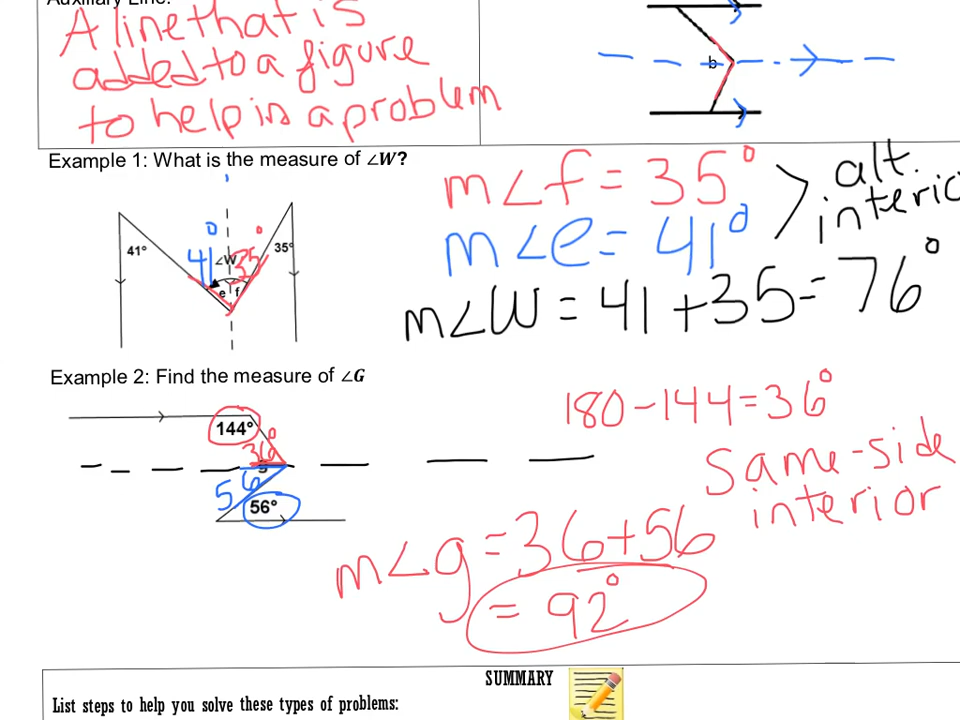 Auxiliary Line:
A line that is
added to a figure
to help in a problem
b
Example 1: What is the measure of ∠W?
m∠f = 35°
alt.
interio
m∠e = 41°
41°
41°
∠W
35°
35°
e f
m∠W = 41 + 35 = 76°
Example 2: Find the measure of ∠G
180 - 144 = 36°
144°
36°
Same-side
interior
56
56°
m∠g = 36 + 56
= 92°
SUMMARY
List steps to help you solve these types of problems: